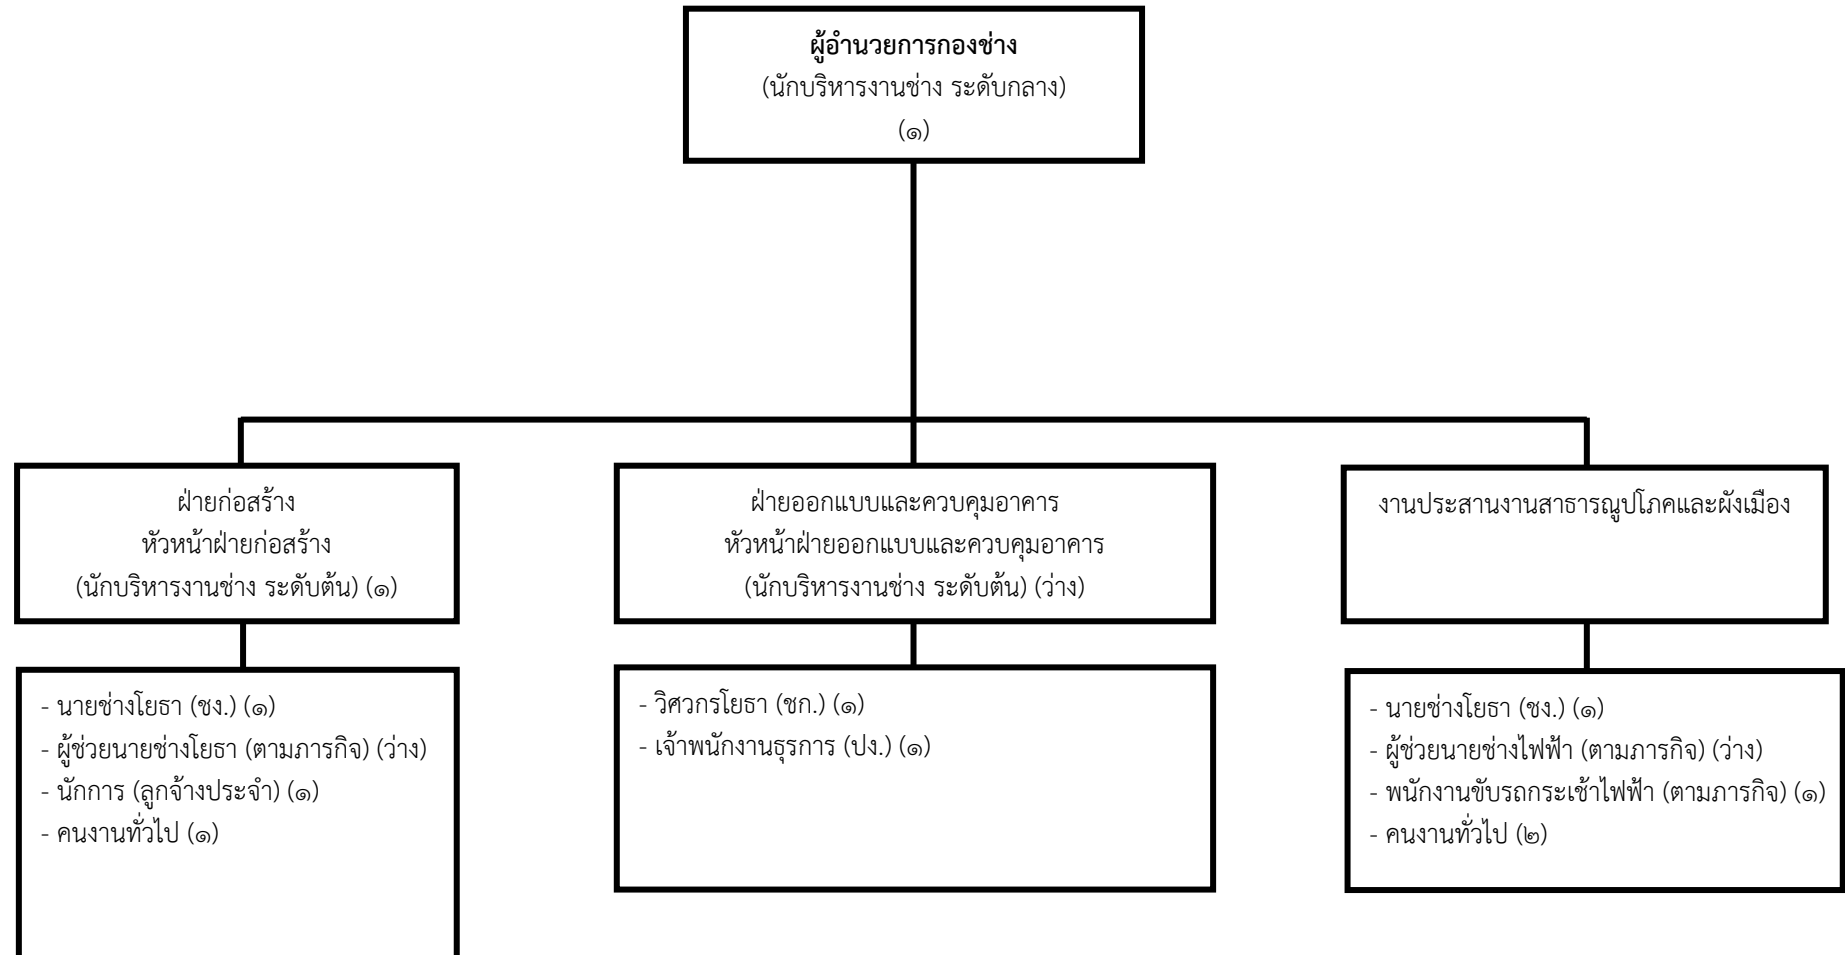 ผู้อำนวยการกองช่าง
(นักบริหารงานช่าง ระดับกลาง)
(๑)
ฝ่ายก่อสร้าง
หัวหน้าฝ่ายก่อสร้าง
(นักบริหารงานช่าง ระดับต้น) (๑)
ฝ่ายออกแบบและควบคุมอาคาร
หัวหน้าฝ่ายออกแบบและควบคุมอาคาร
(นักบริหารงานช่าง ระดับต้น) (ว่าง)
งานประสานงานสาธารณูปโภคและผังเมือง
- นายช่างโยธา (ชง.) (๑)
- ผู้ช่วยนายช่างโยธา (ตามภารกิจ) (ว่าง)
- นักการ (ลูกจ้างประจำ) (๑)
- คนงานทั่วไป (๑)
- วิศวกรโยธา (ชก.) (๑)
- เจ้าพนักงานธุรการ (ปง.) (๑)
- นายช่างโยธา (ชง.) (๑)
- ผู้ช่วยนายช่างไฟฟ้า (ตามภารกิจ) (ว่าง)
- พนักงานขับรถกระเช้าไฟฟ้า (ตามภารกิจ) (๑)
- คนงานทั่วไป (๒)